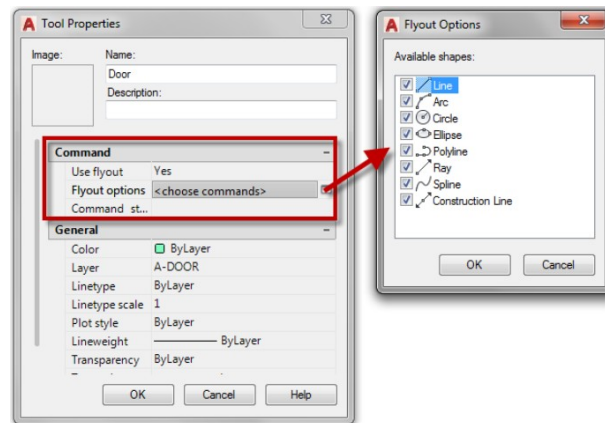 Tool Properties
Image:
Name:
Door
Description:
Command
Use flyout Yes
Flyout options <choose commands>
Command st...
General
Color ByLayer
Layer A-DOOR
Linetype ByLayer
Linetype scale 1
Plot style ByLayer
Lineweight ByLayer
Transparency ByLayer
OK Cancel Help
Flyout Options
Available shapes:
Line
Arc
Circle
Ellipse
Polyline
Ray
Spline
Construction Line
OK Cancel